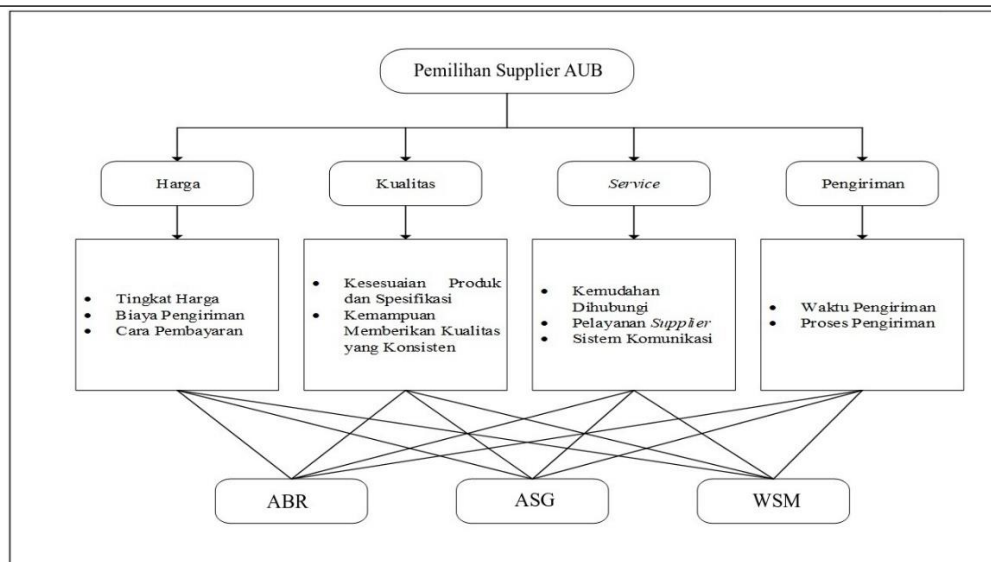 Pemilihan Supplier AUB
Harga
Kualitas
Service
Pengiriman
• Tingkat Harga
• Biaya Pengiriman
• Cara Pembayaran
• Kesesuaian Produk
dan Spesifikasi
• Kemampuan
Memberikan Kualitas
yang Konsisten
• Kemudahan
Dihubungi
• Pelayanan Supplier
• Sistem Komunikasi
• Waktu Pengiriman
• Proses Pengiriman
ABR
ASG
WSM